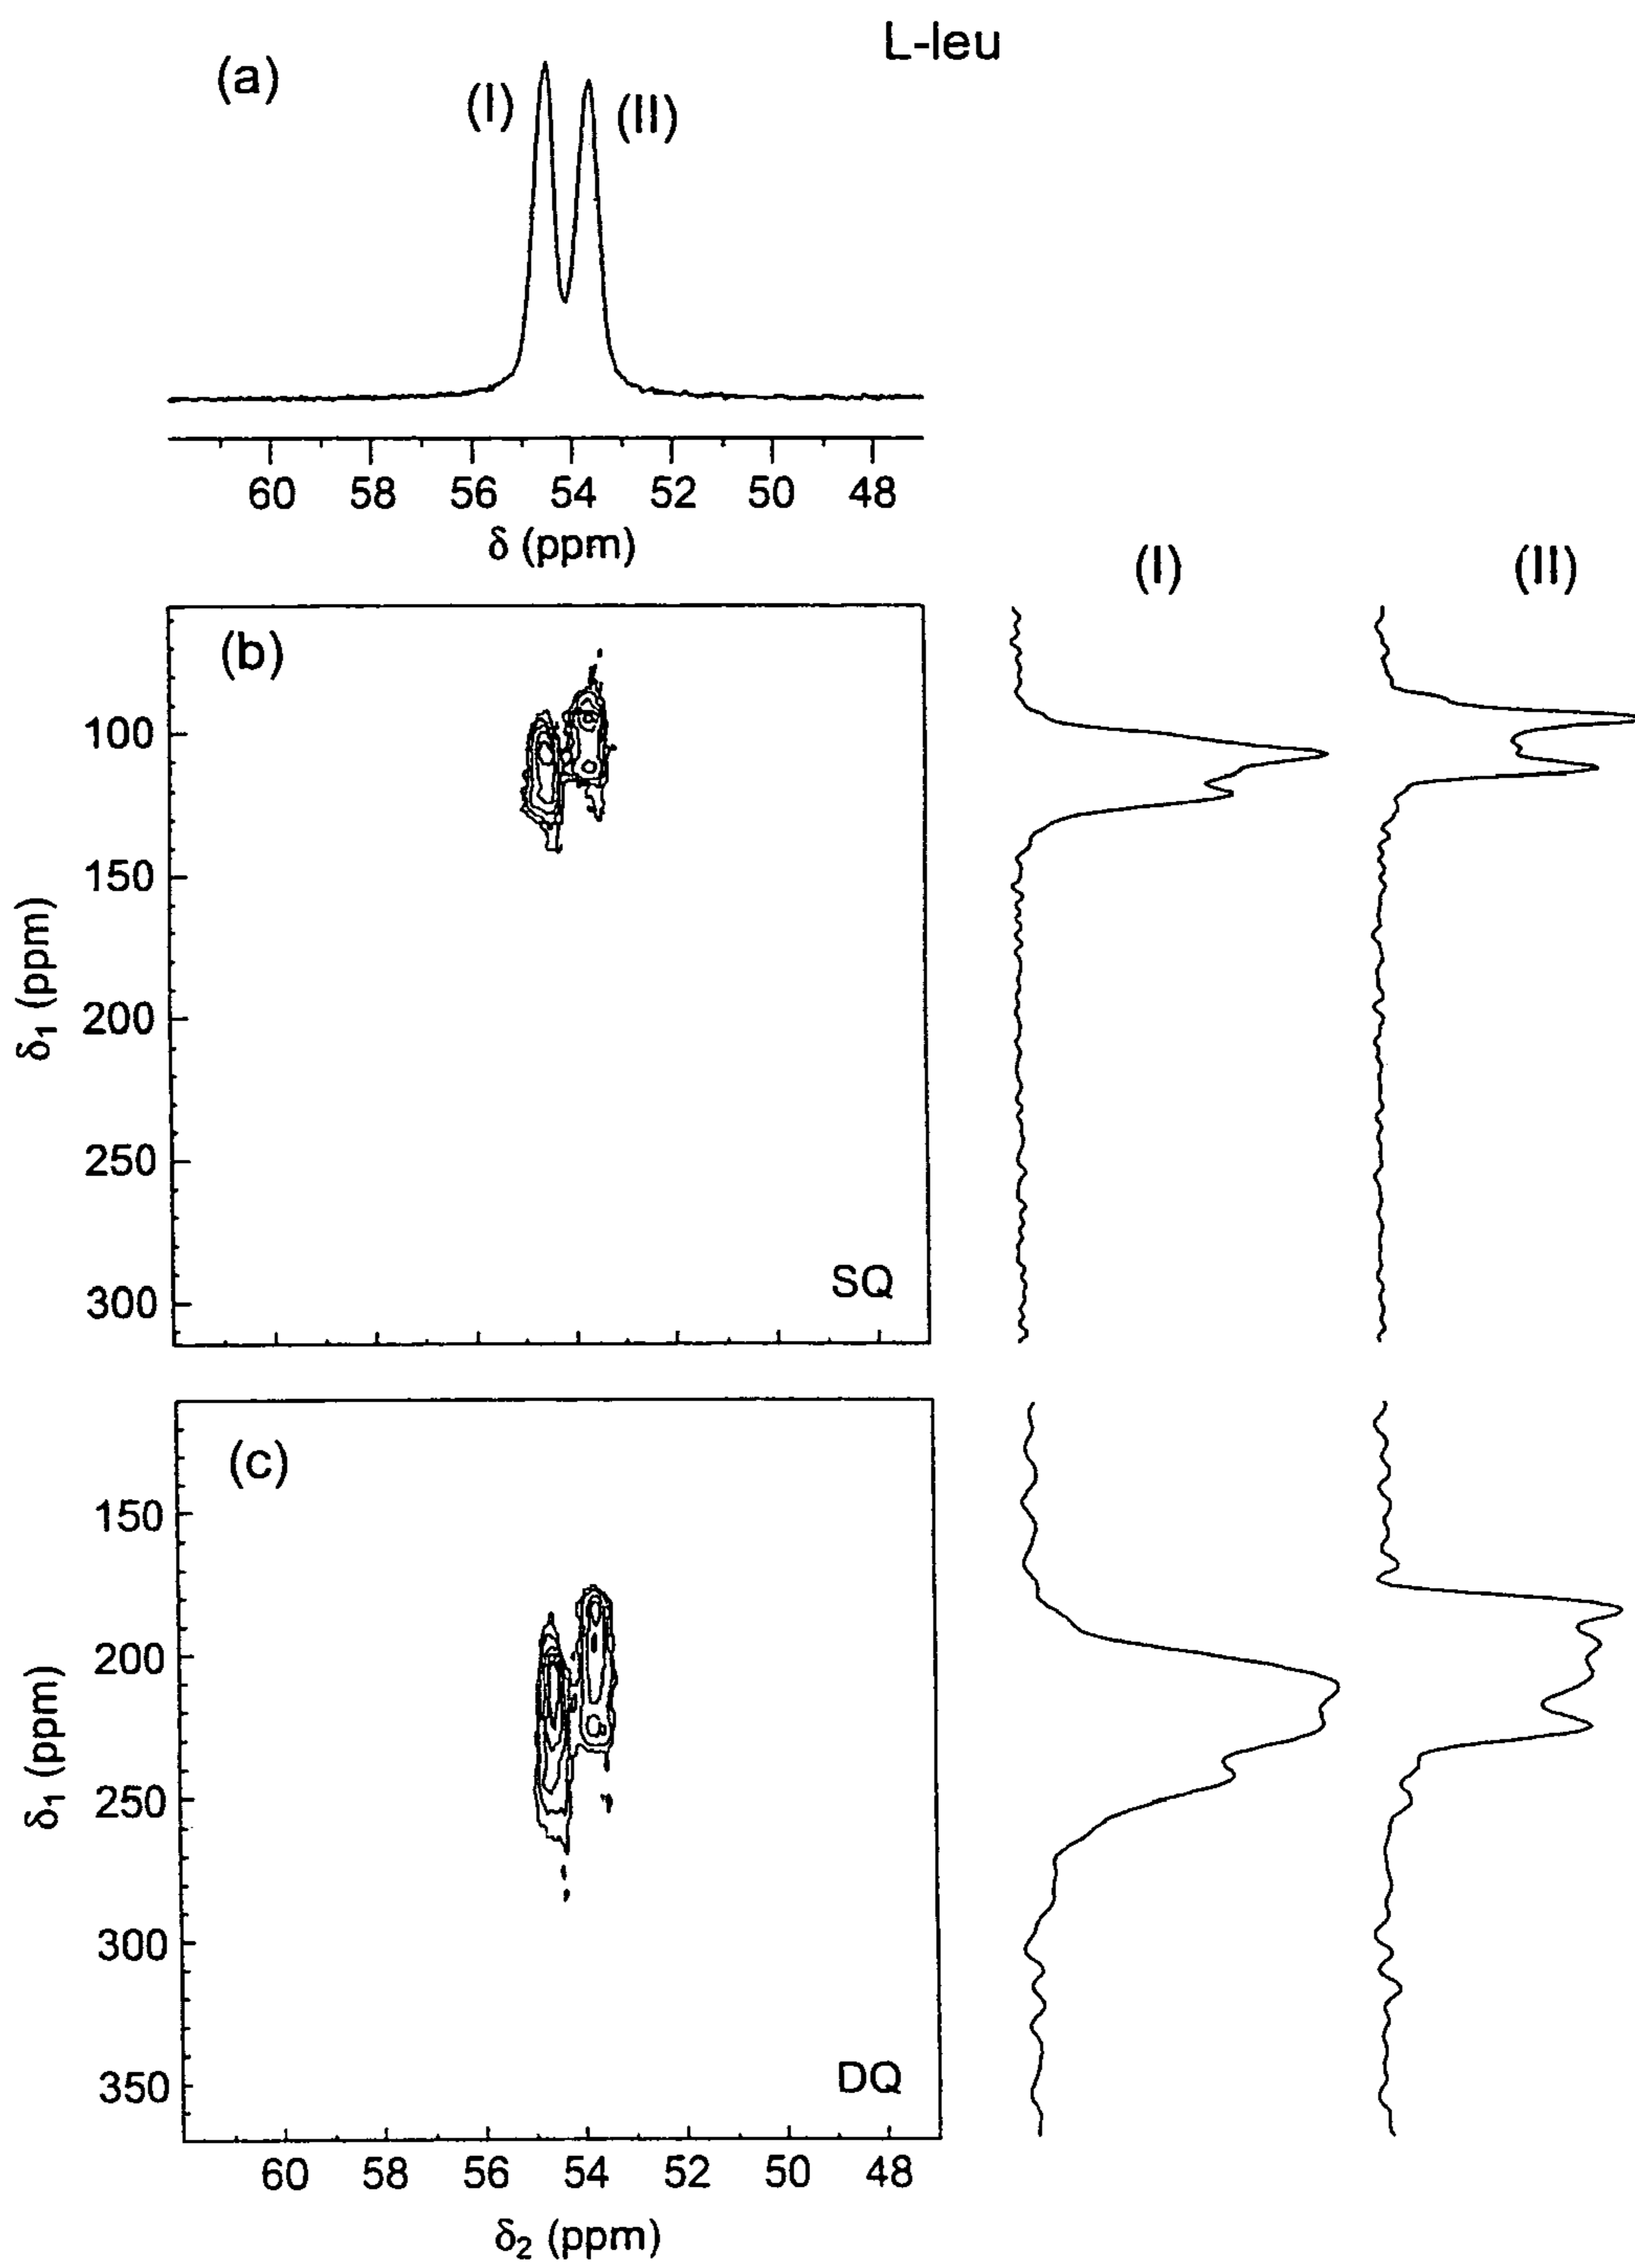 L-leu
(a)
(I)
(II)
60 58 56 54 52 50 48
δ (ppm)
(I)
(II)
(b)
100
150
200
250
300
δ1 (ppm)
SQ
(c)
150
200
250
300
350
δ1 (ppm)
DQ
60 58 56 54 52 50 48
δ2 (ppm)